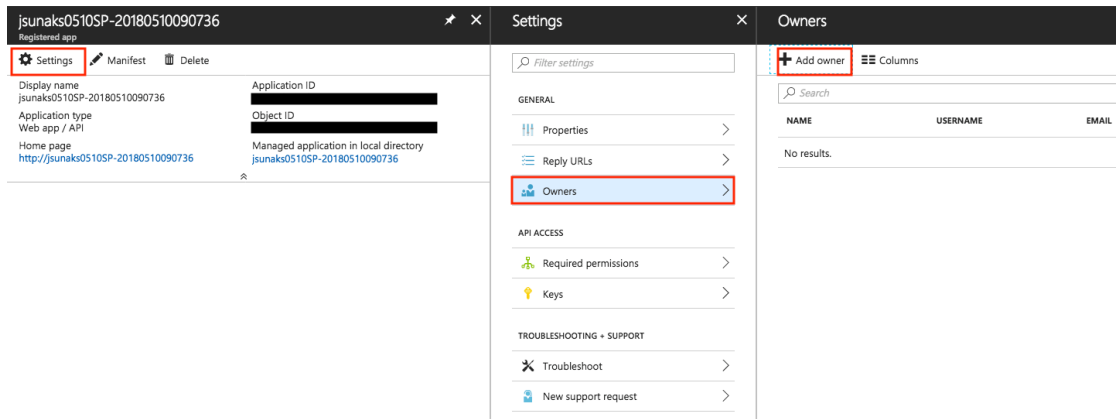 jsunaks0510SP-20180510090736
Registered app
Settings
Manifest
Delete
Display name
jsunaks0510SP-20180510090736
Application ID
Application type
Web app / API
Object ID
Home page
http://jsunaks0510SP-20180510090736
Managed application in local directory
jsunaks0510SP-20180510090736
Settings
Filter settings
GENERAL
Properties
Reply URLs
Owners
API ACCESS
Required permissions
Keys
TROUBLESHOOTING + SUPPORT
Troubleshoot
New support request
Owners
Add owner
Columns
Search
NAME USERNAME EMAIL
No results.